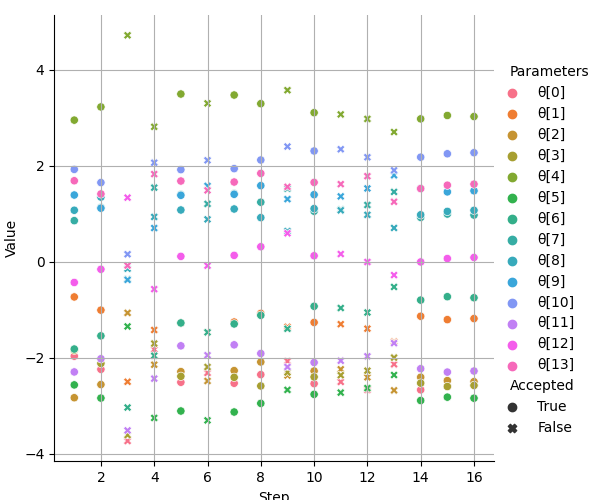 4
2
0
−2
−4
Value
2
4
6
8
10
12
14
16
Step
Parameters
θ[0]
θ[1]
θ[2]
θ[3]
θ[4]
θ[5]
θ[6]
θ[7]
θ[8]
θ[9]
θ[10]
θ[11]
θ[12]
θ[13]
Accepted
True
False